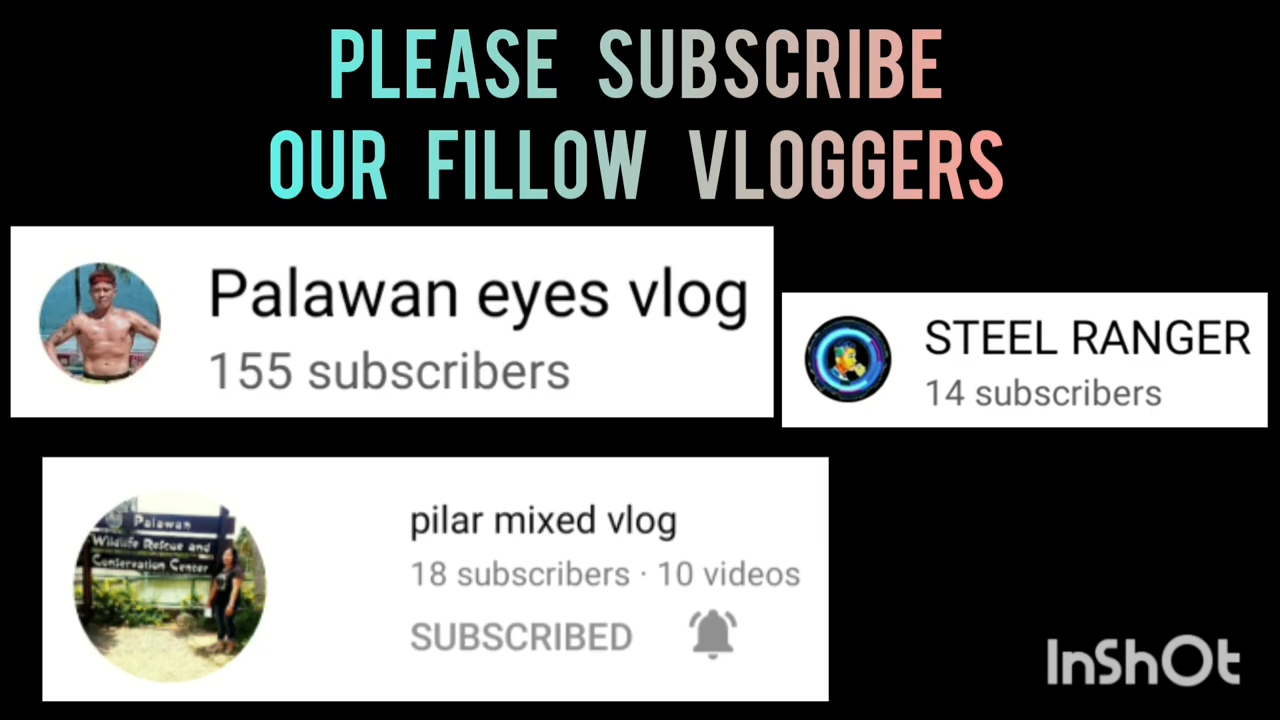 PLEASE SUBSCRIBE
OUR FILLOW VLOGGERS
Palawan eyes vlog
155 subscribers
STEEL RANGER
14 subscribers
Palawan
Wildlife Rescue and
Conservation Center
pilar mixed vlog
18 subscribers · 10 videos
SUBSCRIBED
InShOt